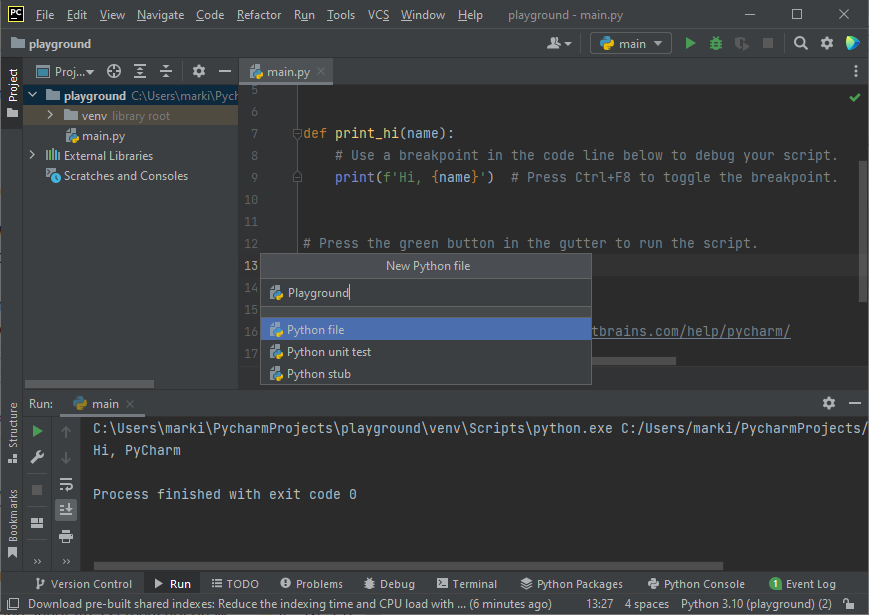 PC File Edit View Navigate Code Refactor Run Tools VCS Window Help playground - main.py
playground main
Project Proj... main.py
playground C:\Users\marki\Pych
venv library root
main.py
External Libraries
Scratches and Consoles
5
6
7 def print_hi(name):
8 # Use a breakpoint in the code line below to debug your script.
9 print(f'Hi, {name}') # Press Ctrl+F8 to toggle the breakpoint.
10
11
12 # Press the green button in the gutter to run the script.
13
14
15
16 tbrains.com/help/pycharm/
17
New Python file
Playground
Python file
Python unit test
Python stub
Run: main
C:\Users\marki\PycharmProjects\playground\venv\Scripts\python.exe C:/Users/marki/PycharmProjects/
Hi, PyCharm
Process finished with exit code 0
Structure
Bookmarks
Version Control Run TODO Problems Debug Terminal Python Packages Python Console 1 Event Log
Download pre-built shared indexes: Reduce the indexing time and CPU load with ... (6 minutes ago) 13:27 4 spaces Python 3.10 (playground) (2)